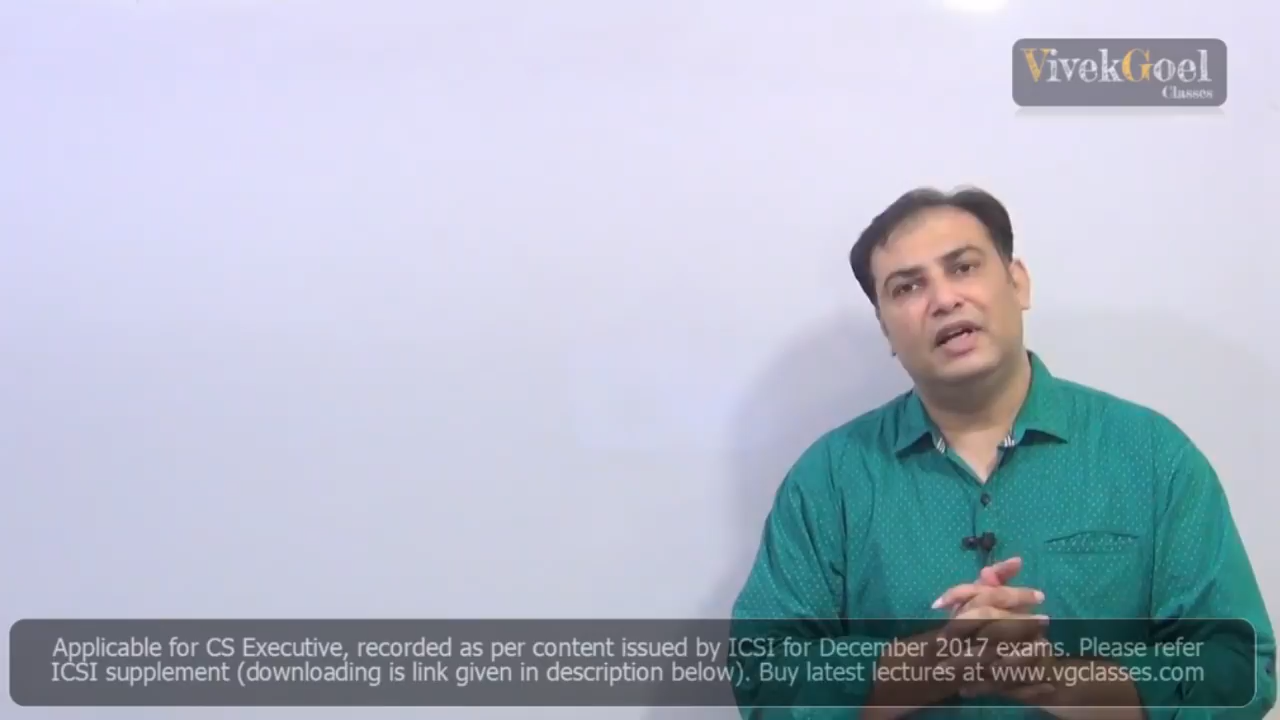 VivekGoel
Classes
Applicable for CS Executive, recorded as per content issued by ICSI for December 2017 exams. Please refer
ICSI supplement (downloading is link given in description below). Buy latest lectures at www.vgclasses.com